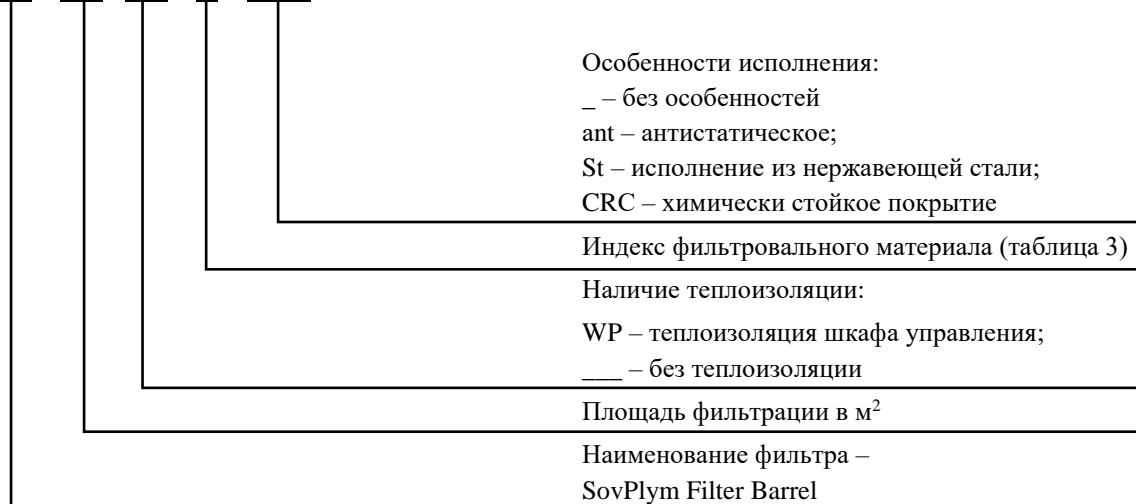 Особенности исполнения:
_ – без особенностей
ant – антистатическое;
St – исполнение из нержавеющей стали;
CRC – химически стойкое покрытие
Индекс фильтровального материала (таблица 3)
Наличие теплоизоляции:
WP – теплоизоляция шкафа управления;
___ – без теплоизоляции
Площадь фильтрации в м²
Наименование фильтра –
SovPlym Filter Barrel